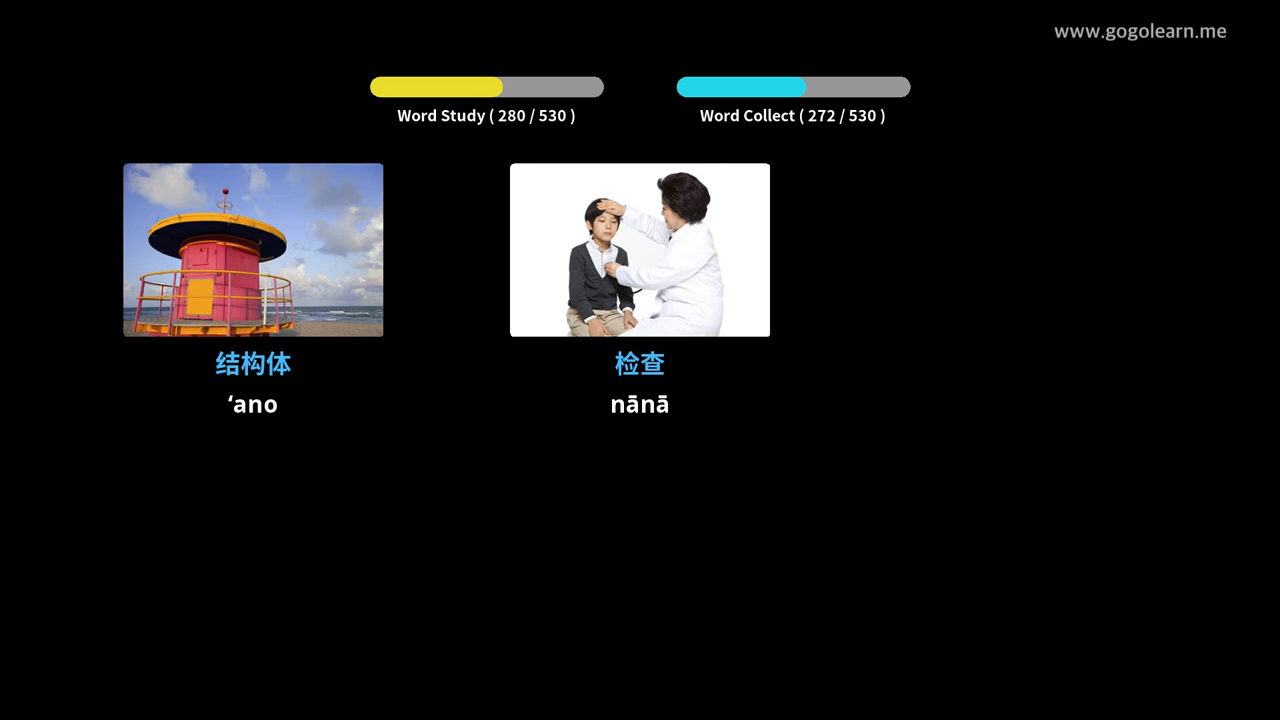 www.gogolearn.me
Word Study ( 280 / 530 )
Word Collect ( 272 / 530 )
结构体
ʻano
检查
nānā